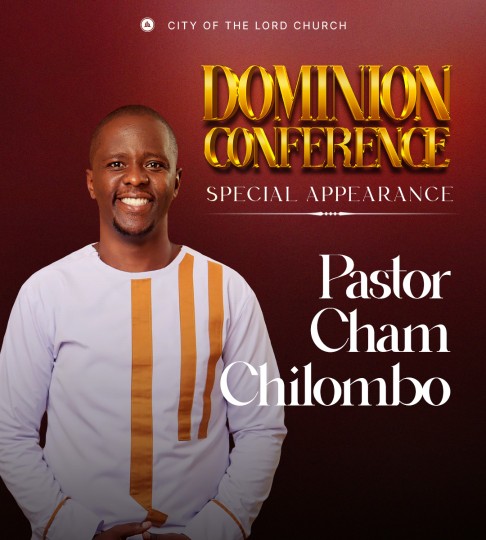 CITY OF THE LORD CHURCH
DOMINION
CONFERENCE
SPECIAL APPEARANCE
Pastor
Cham
Chilombo